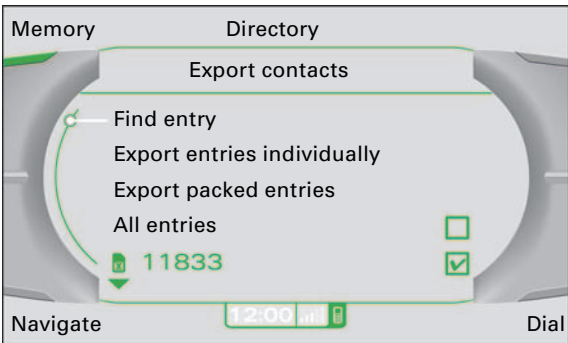 Memory
Directory
Export contacts
Find entry
Export entries individually
Export packed entries
All entries
11833
12:00
Navigate
Dial